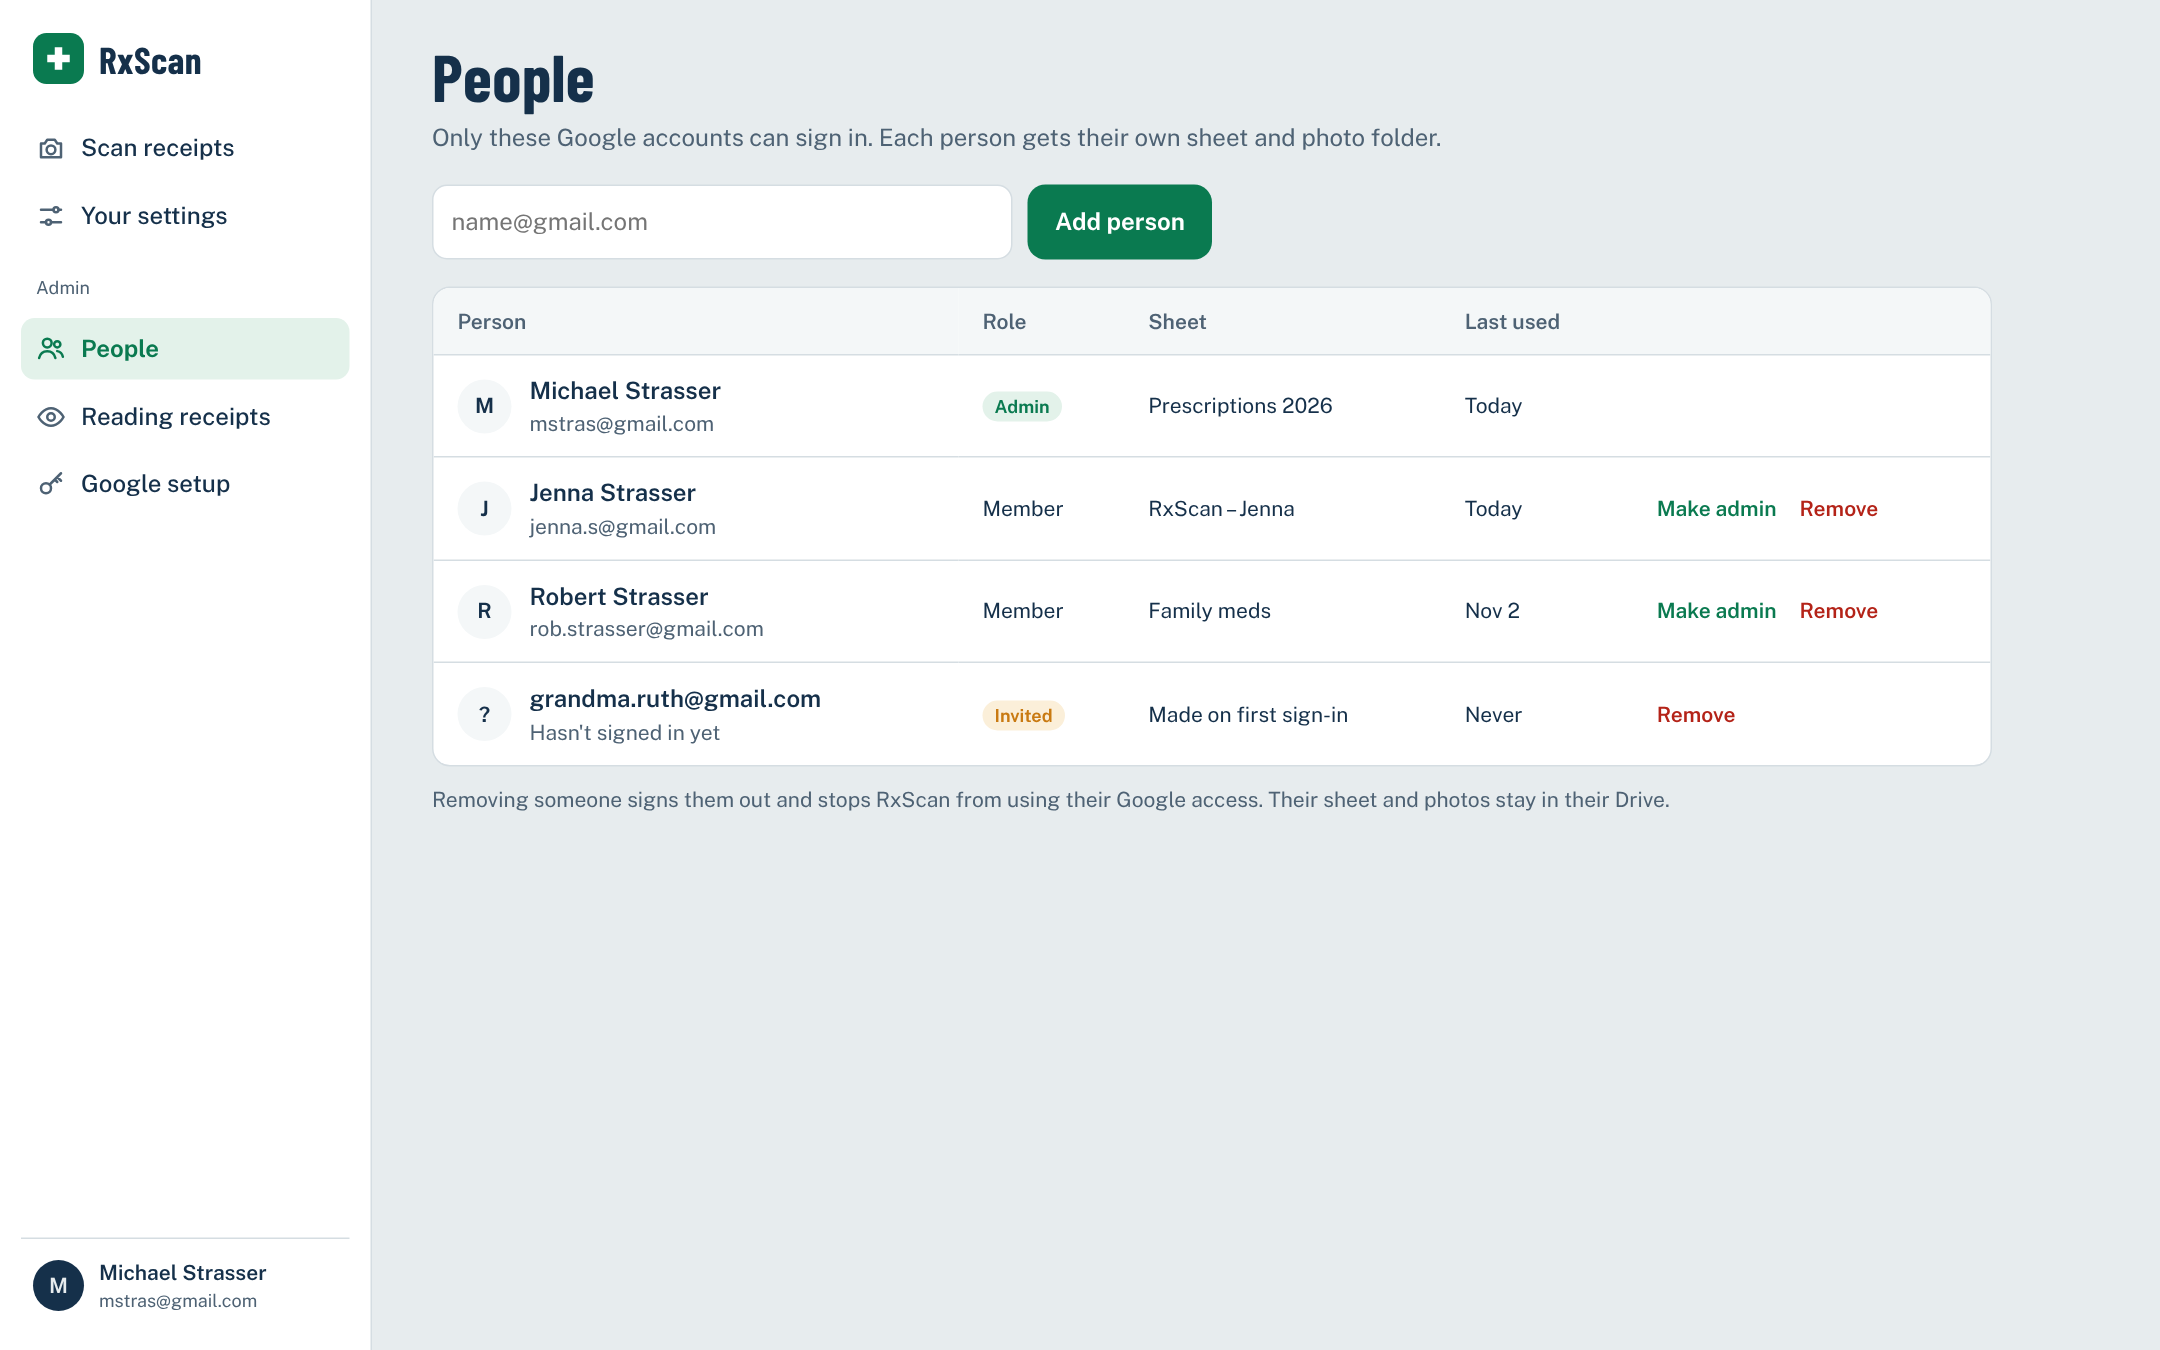 RxScan
Scan receipts
Your settings
Admin
People
Reading receipts
Google setup
Michael Strasser
M
mstras@gmail.com
People
Only these Google accounts can sign in. Each person gets their own sheet and photo folder.
name@gmail.com
Add person
Person Role Sheet Last used
M Michael Strasser Admin Prescriptions 2026 Today
mstras@gmail.com
J Jenna Strasser Member RxScan – Jenna Today Make admin Remove
jenna.s@gmail.com
R Robert Strasser Member Family meds Nov 2 Make admin Remove
rob.strasser@gmail.com
? grandma.ruth@gmail.com Invited Made on first sign-in Never Remove
Hasn't signed in yet
Removing someone signs them out and stops RxScan from using their Google access. Their sheet and photos stay in their Drive.